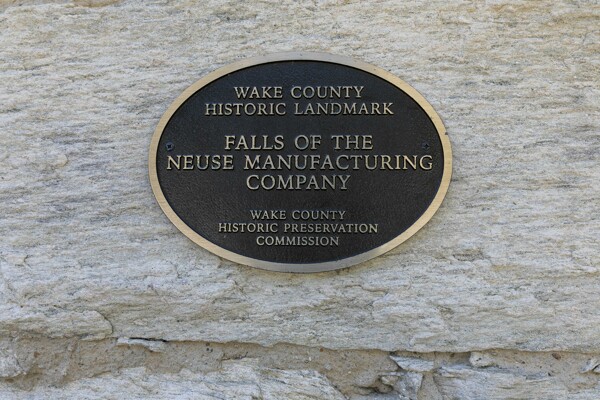 WAKE COUNTY
HISTORIC LANDMARK
FALLS OF THE
NEUSE MANUFACTURING
COMPANY
WAKE COUNTY
HISTORIC PRESERVATION
COMMISSION